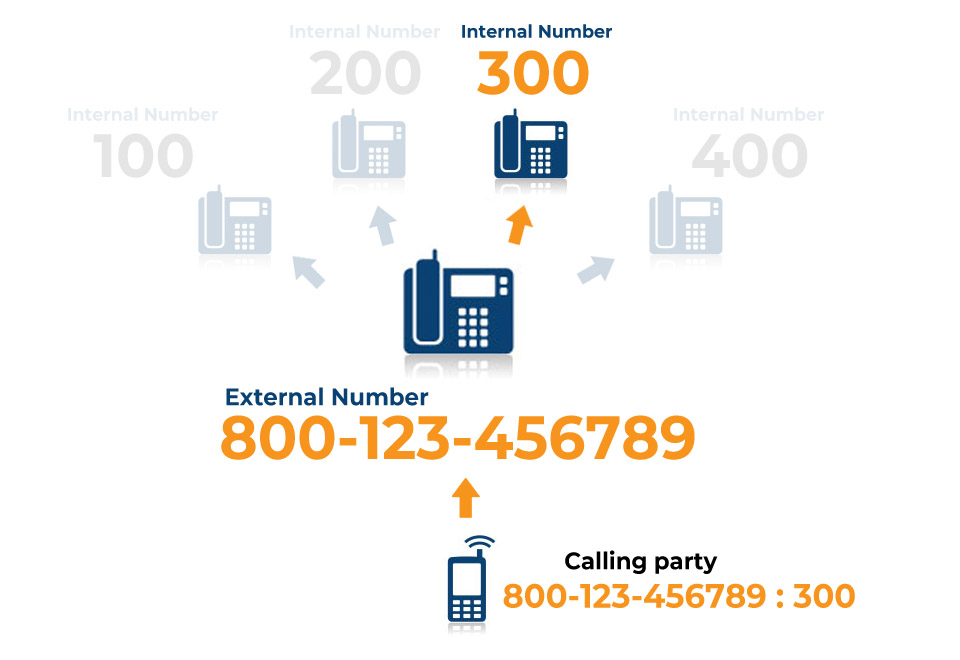 Internal Number
200
Internal Number
300
Internal Number
100
Internal Number
400
External Number
800-123-456789
Calling party
800-123-456789 : 300